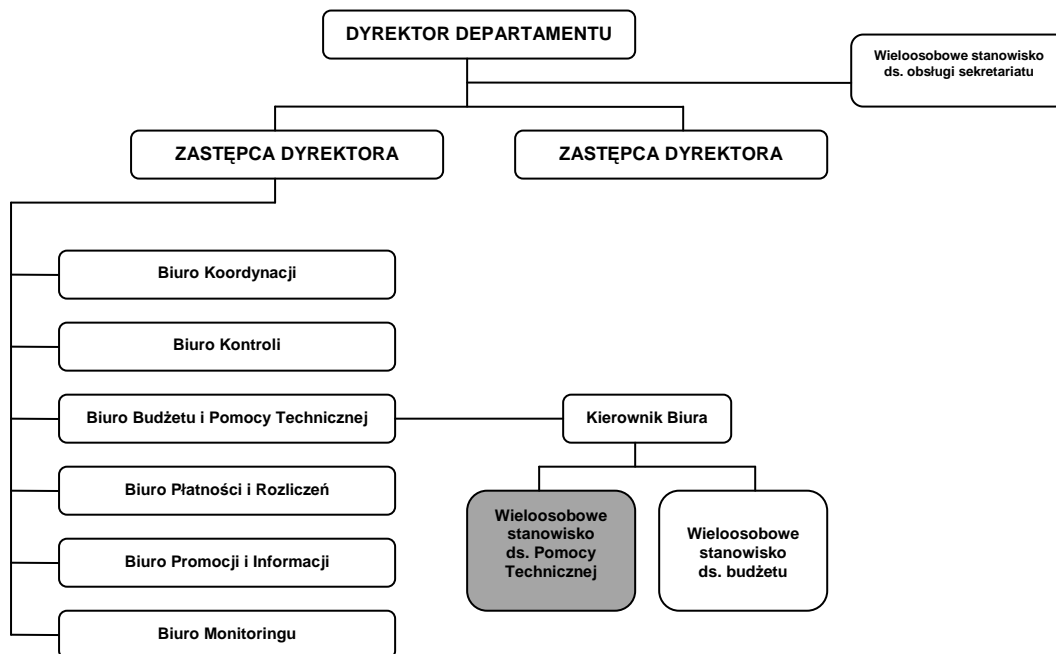 DYREKTOR DEPARTAMENTU
Wieloosobowe stanowisko
ds. obsługi sekretariatu
ZASTĘPCA DYREKTORA
ZASTĘPCA DYREKTORA
Biuro Koordynacji
Biuro Kontroli
Biuro Budżetu i Pomocy Technicznej
Kierownik Biura
Biuro Płatności i Rozliczeń
Wieloosobowe
stanowisko
ds. Pomocy
Technicznej
Wieloosobowe
stanowisko
ds. budżetu
Biuro Promocji i Informacji
Biuro Monitoringu